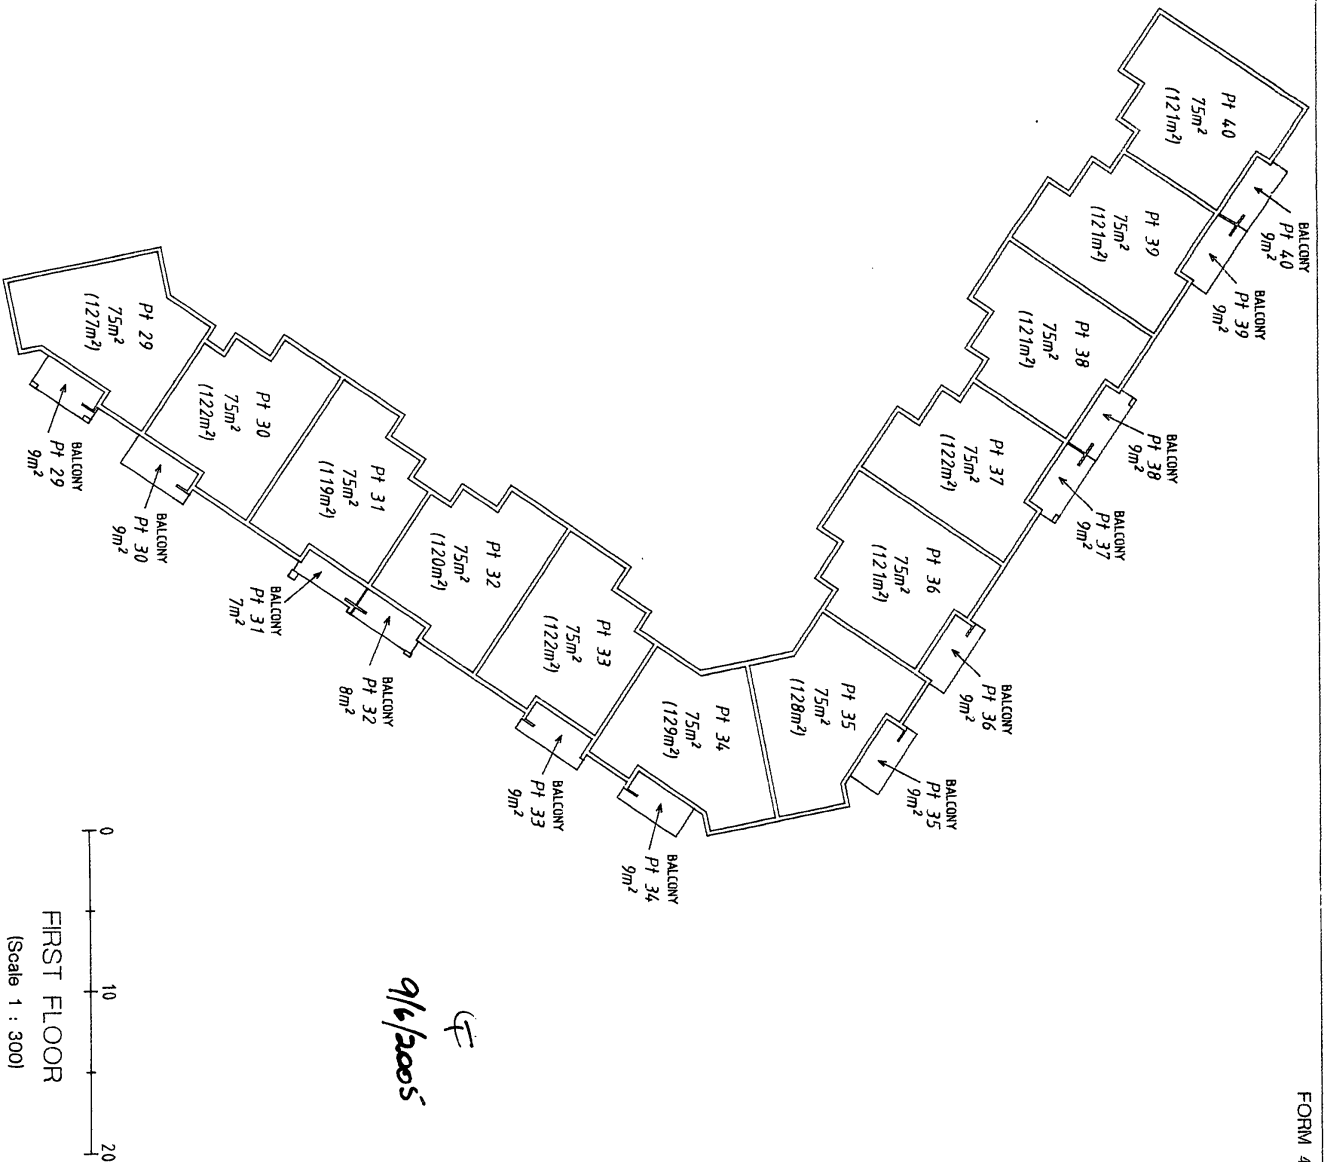 FORM 4
Pt 40
75m²
(121m²)
BALCONY
Pt 40
9m²
Pt 39
75m²
(121m²)
BALCONY
Pt 39
9m²
Pt 38
75m²
(121m²)
BALCONY
Pt 38
9m²
Pt 37
75m²
(122m²)
BALCONY
Pt 37
9m²
Pt 36
75m²
(121m²)
BALCONY
Pt 36
9m²
Pt 35
75m²
(128m²)
BALCONY
Pt 35
9m²
Pt 34
75m²
(129m²)
BALCONY
Pt 34
9m²
Pt 33
75m²
(122m²)
BALCONY
Pt 33
9m²
Pt 32
75m²
(120m²)
BALCONY
Pt 32
8m²
Pt 31
75m²
(119m²)
BALCONY
Pt 31
7m²
Pt 30
75m²
(122m²)
BALCONY
Pt 30
9m²
Pt 29
75m²
(127m²)
BALCONY
Pt 29
9m²
9/6/2005
0 10 20
FIRST FLOOR
(Scale 1 : 300)